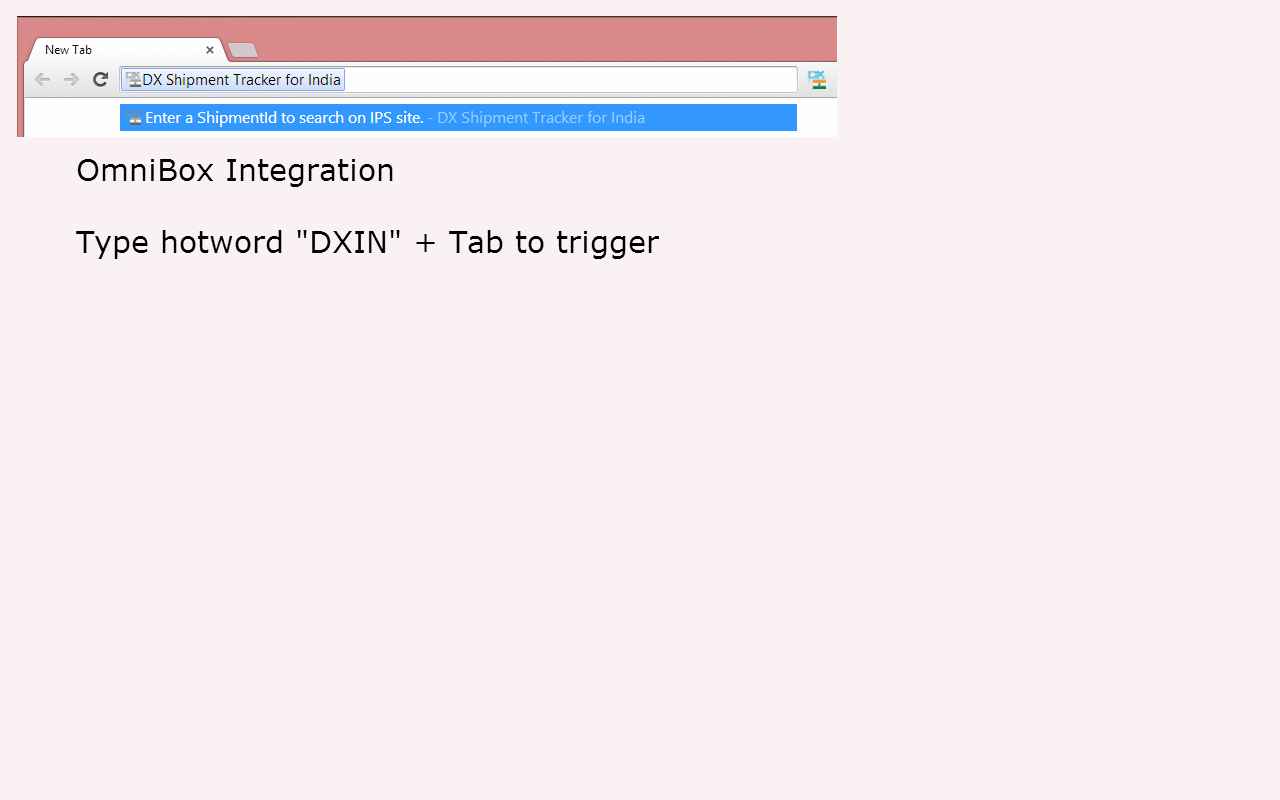 New Tab
DX Shipment Tracker for India
DX
Enter a ShipmentId to search on IPS site. - DX Shipment Tracker for India
OmniBox Integration
Type hotword "DXIN" + Tab to trigger